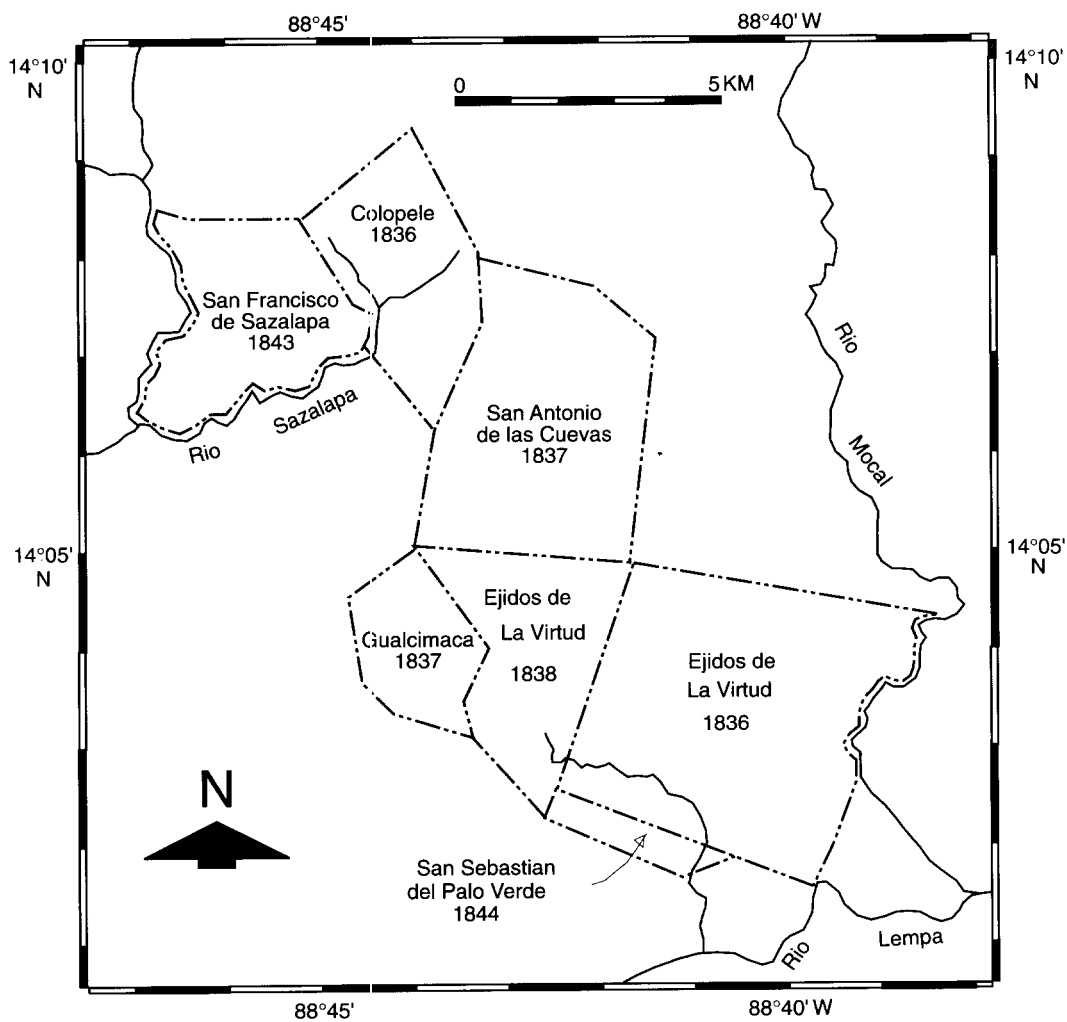 88°45'
88°40' W
14°10'
N
14°10'
N
0
5 KM
Colopele
1836
San Francisco
de Sazalapa
1843
Rio
Sazalapa
San Antonio
de las Cuevas
1837
Rio
Mocal
14°05'
N
14°05'
N
Gualcimaca
1837
Ejidos de
La Virtud
1838
Ejidos de
La Virtud
1836
N
San Sebastian
del Palo Verde
1844
Rio
Lempa
88°45'
88°40' W